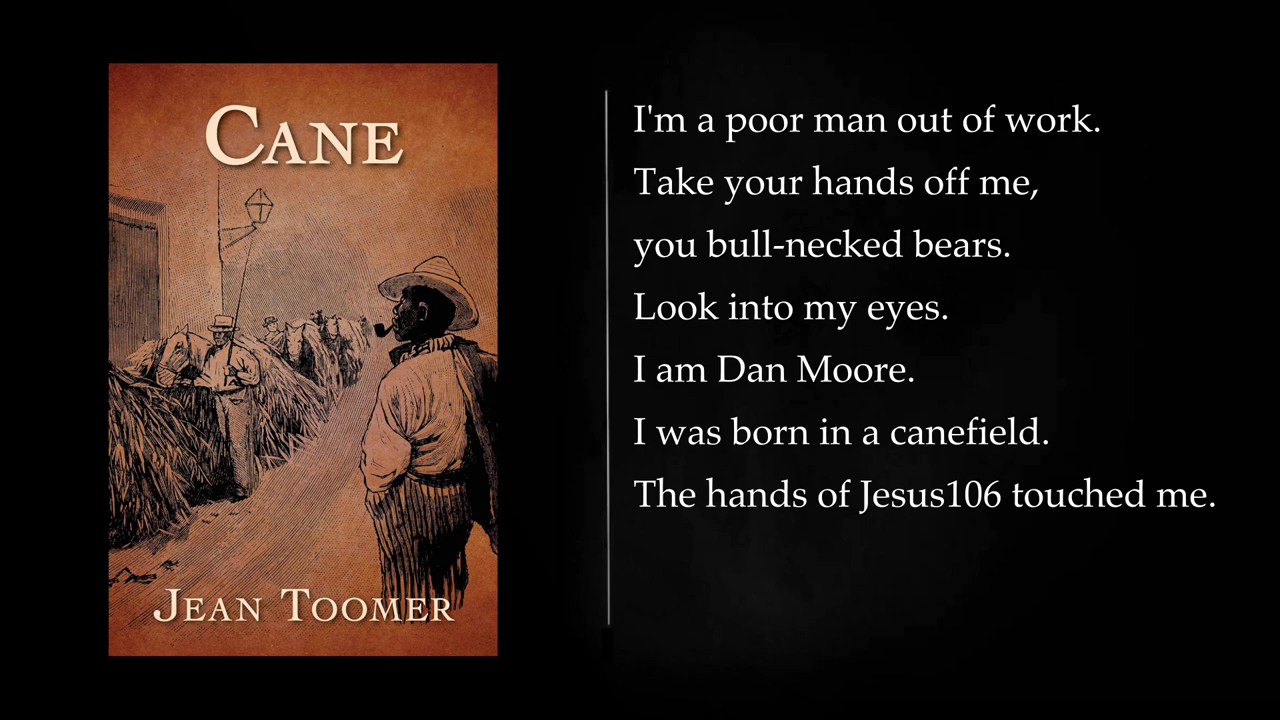 CANE
JEAN TOOMER
I'm a poor man out of work.
Take your hands off me,
you bull-necked bears.
Look into my eyes.
I am Dan Moore.
I was born in a canefield.
The hands of Jesus106 touched me.